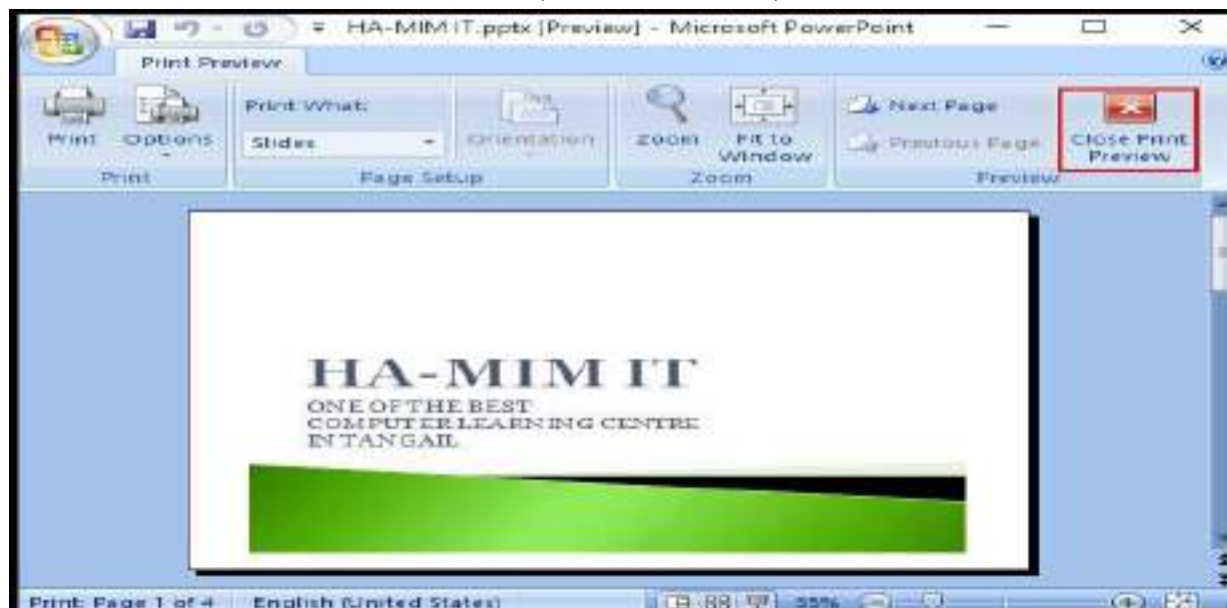 HA-MIM IT.pptx [Preview] - Microsoft PowerPoint
Print Preview
Print
Options
Print What:
Slides
Orientation
Zoom
Fit to Window
Next Page
Previous Page
Close Print Preview
Print
Page Setup
Zoom
Preview
HA-MIM IT
ONE OF THE BEST
COMPUTER LEARNING CENTRE
IN TANGAIL
Print: Page 1 of 4 English (United States) 55%